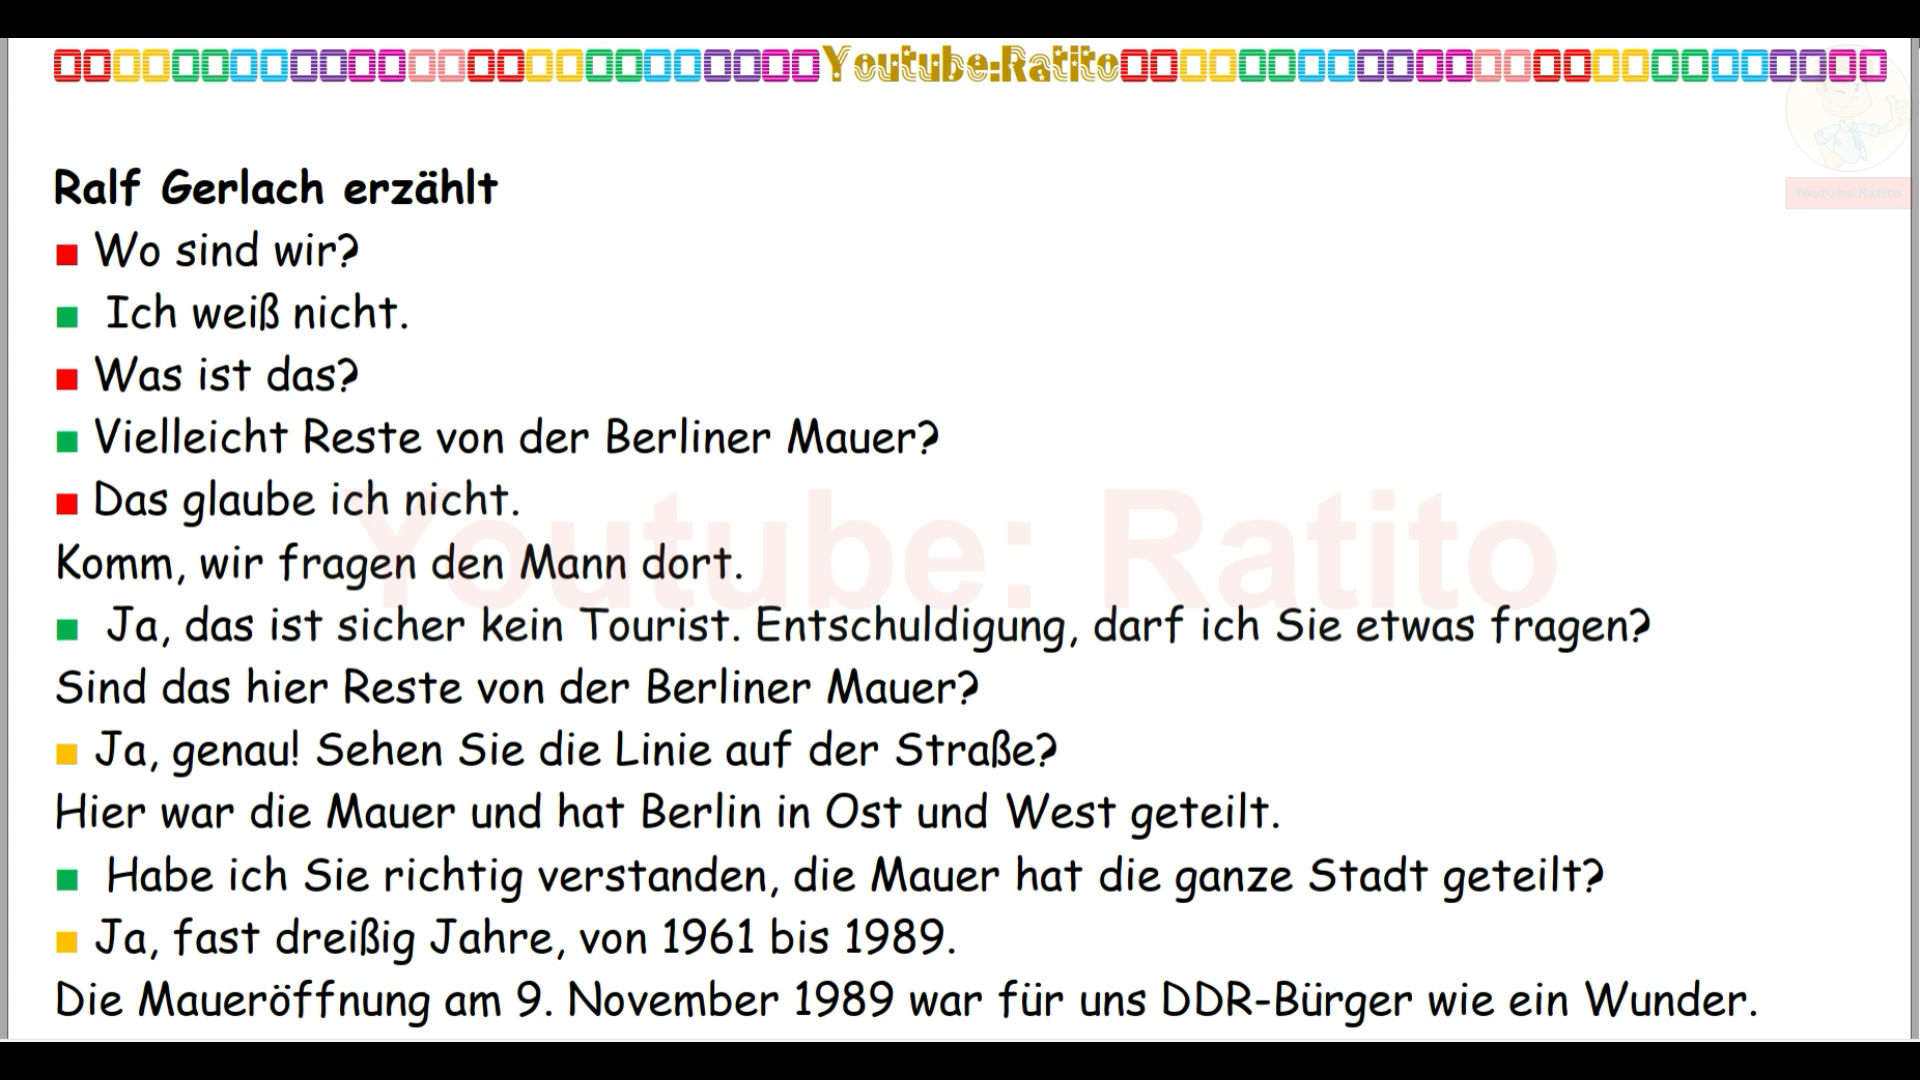 Youtube:Ratito
Youtube:Ratito
Ralf Gerlach erzählt
Wo sind wir?
Ich weiß nicht.
Was ist das?
Vielleicht Reste von der Berliner Mauer?
Das glaube ich nicht.
Youtube: Ratito
Komm, wir fragen den Mann dort.
Ja, das ist sicher kein Tourist. Entschuldigung, darf ich Sie etwas fragen?
Sind das hier Reste von der Berliner Mauer?
Ja, genau! Sehen Sie die Linie auf der Straße?
Hier war die Mauer und hat Berlin in Ost und West geteilt.
Habe ich Sie richtig verstanden, die Mauer hat die ganze Stadt geteilt?
Ja, fast dreißig Jahre, von 1961 bis 1989.
Die Maueröffnung am 9. November 1989 war für uns DDR-Bürger wie ein Wunder.